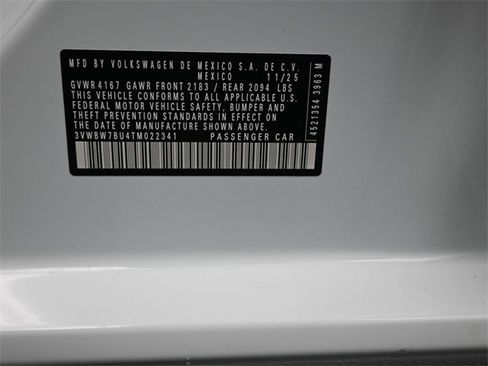 MFD BY VOLKSWAGEN DE MEXICO S.A. DE C.V.
MEXICO 11/25
GVWR 4167 GAWR FRONT 2183 / REAR 2094 LBS
THIS VEHICLE CONFORMS TO ALL APPLICABLE U.S.
FEDERAL MOTOR VEHICLE SAFETY, BUMPER AND
THEFT PREVENTION STANDARDS IN EFFECT ON THE
DATE OF MANUFACTURE SHOWN ABOVE
3VWBW7BU4TM022341 PASSENGER CAR
4521354 3963 M